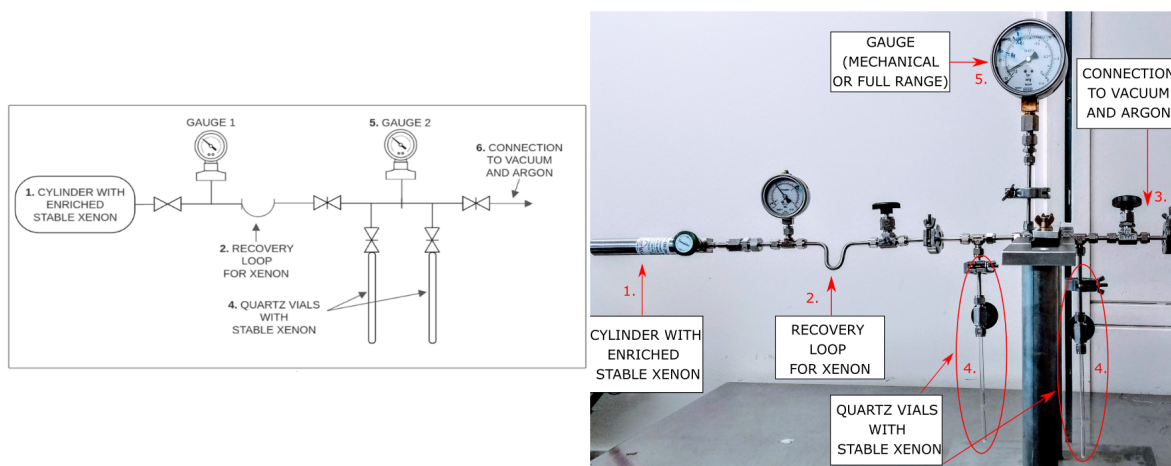 GAUGE 1
5. GAUGE 2
6. CONNECTION
TO VACUUM
AND ARGON
1. CYLINDER WITH
ENRICHED
STABLE XENON
2. RECOVERY
LOOP
FOR XENON
4. QUARTZ VIALS
WITH
STABLE XENON
GAUGE
(MECHANICAL
OR FULL RANGE)
5.
CONNECTION
TO VACUUM
AND ARGON
3.
1.
2.
CYLINDER WITH
ENRICHED
STABLE XENON
RECOVERY
LOOP
FOR XENON
4.
4.
QUARTZ VIALS
WITH
STABLE XENON